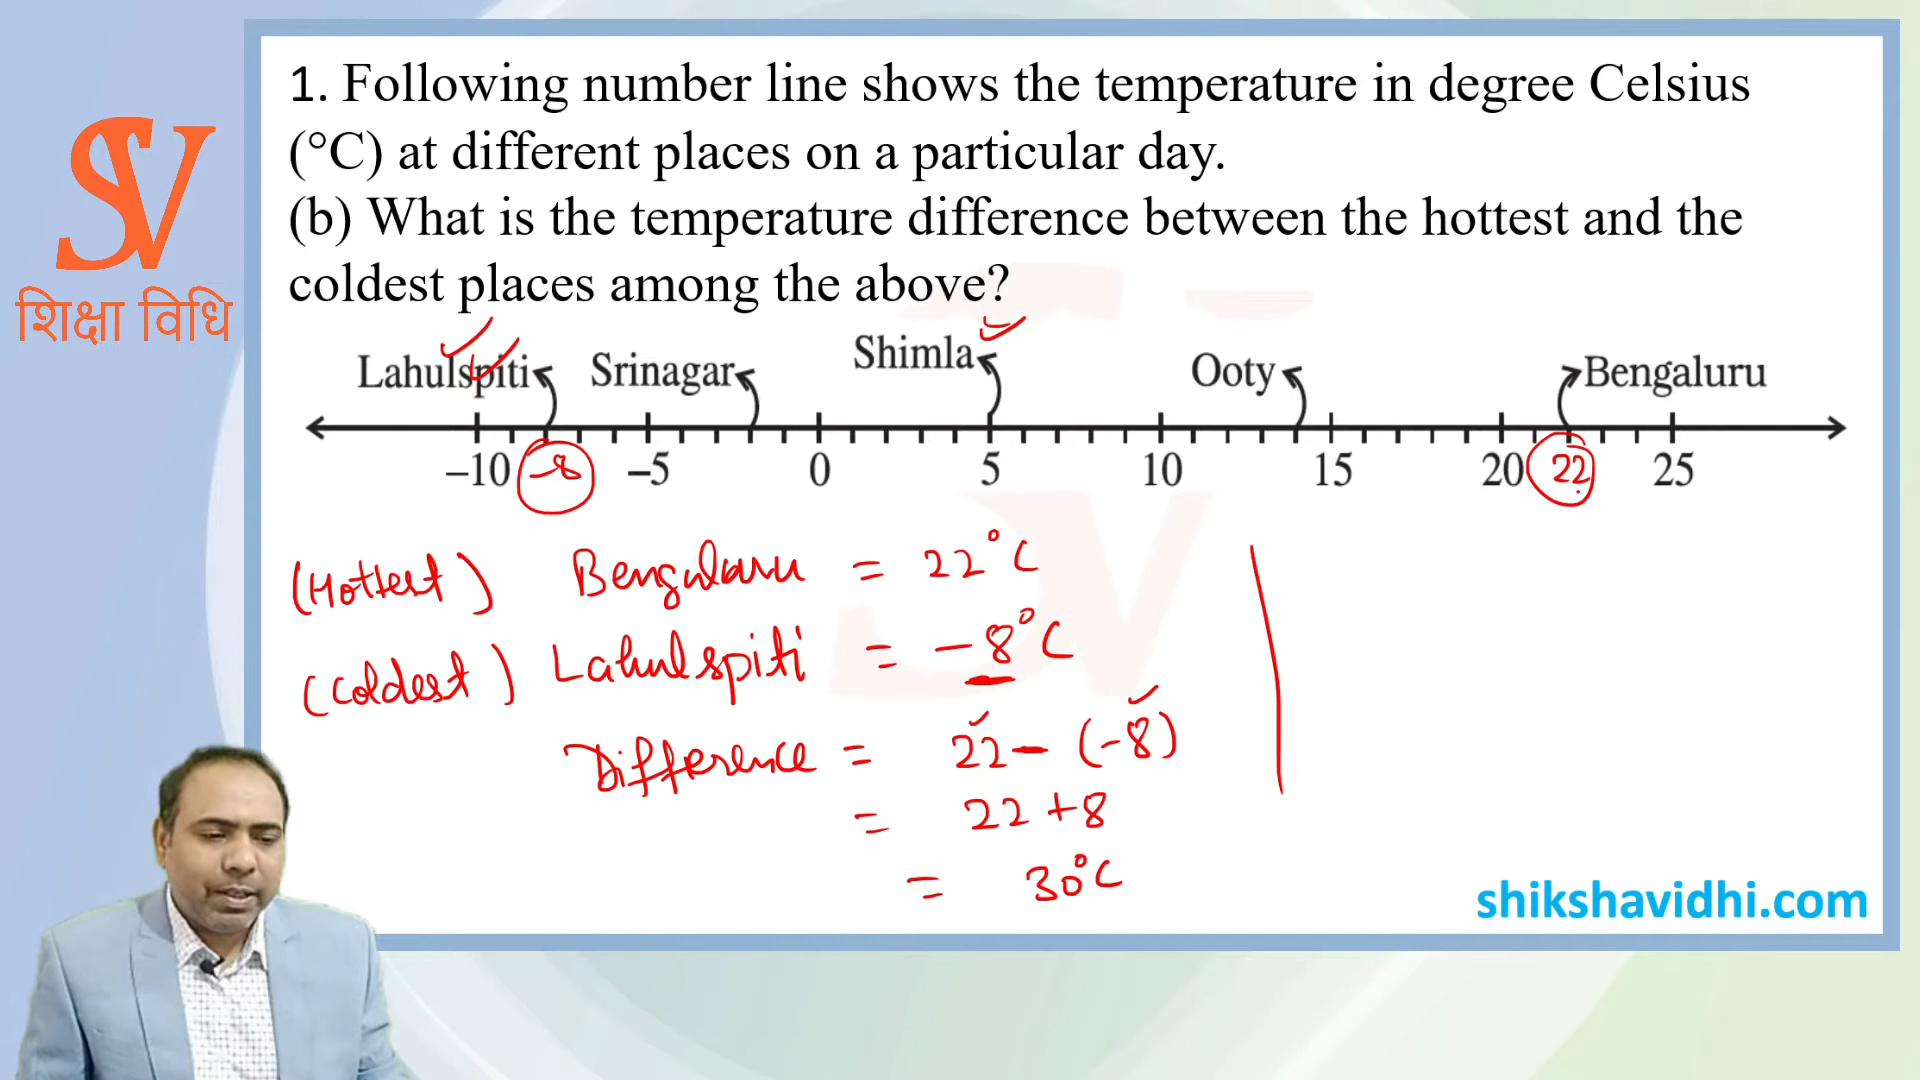 SV
शिक्षा विधि
1. Following number line shows the temperature in degree Celsius
(°C) at different places on a particular day.
(b) What is the temperature difference between the hottest and the
coldest places among the above?
Lahulspiti Srinagar Shimla Ooty Bengaluru
–10 -8 –5 0 5 10 15 20 22 25
(Hottest) Bengaluru = 22°C
(Coldest) Lahulspiti = -8°C
Difference = 22 - (-8)
= 22 + 8
= 30°C
shikshavidhi.com